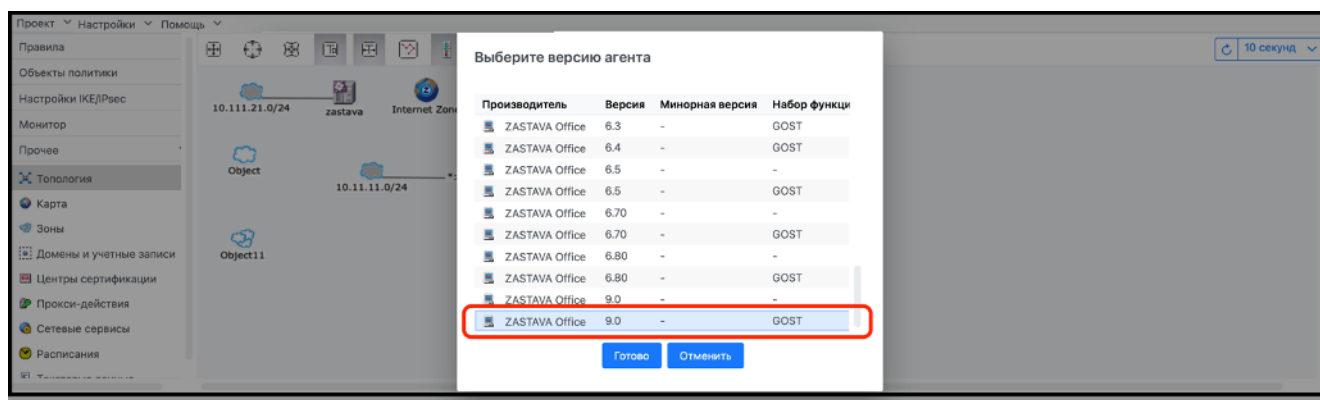 Проект Настройки Помощь
Правила
Объекты политики
Настройки IKE/IPsec
Монитор
Прочее
Топология
Карта
Зоны
Домены и учетные записи
Центры сертификации
Прокси-действия
Сетевые сервисы
Расписания
10 секунд
10.111.21.0/24
zastava
Internet Zone
Object
10.11.11.0/24
Object11
Выберите версию агента
Производитель Версия Минорная версия Набор функци
ZASTAVA Office 6.3 - GOST
ZASTAVA Office 6.4 - GOST
ZASTAVA Office 6.5 - -
ZASTAVA Office 6.5 - GOST
ZASTAVA Office 6.70 - -
ZASTAVA Office 6.70 - GOST
ZASTAVA Office 6.80 - -
ZASTAVA Office 6.80 - GOST
ZASTAVA Office 9.0 - -
ZASTAVA Office 9.0 - GOST
Готово Отменить